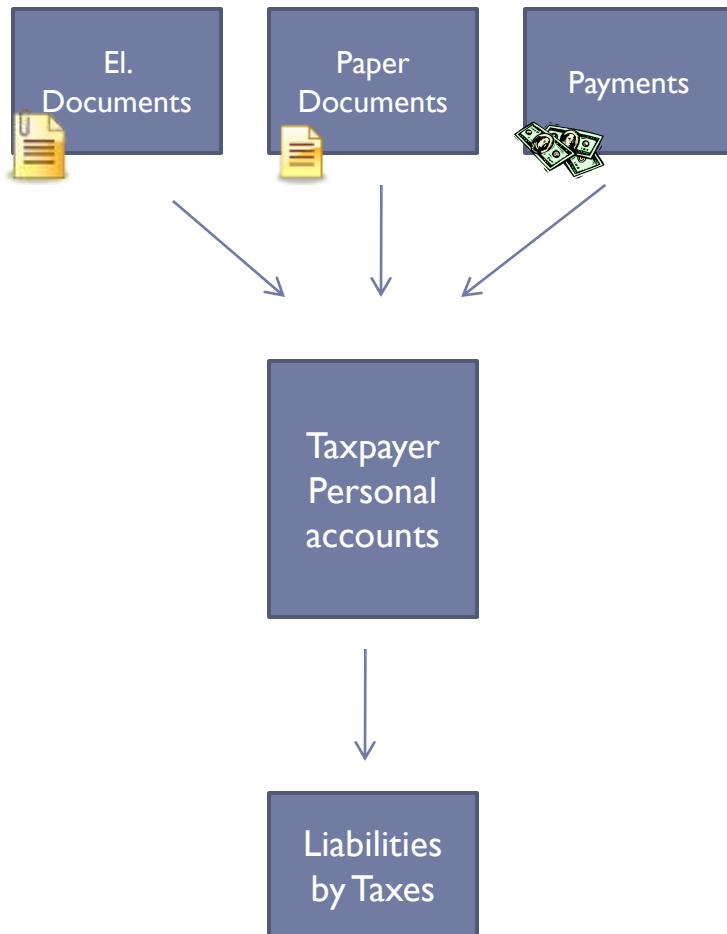 El.
Documents
Paper
Documents
Payments
Taxpayer
Personal
accounts
Liabilities
by Taxes